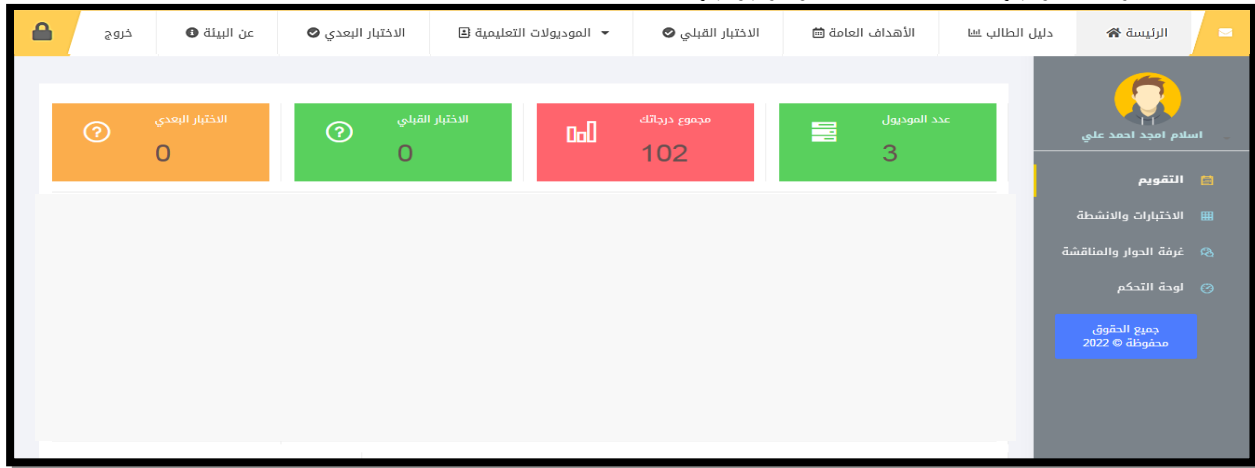 الرئيسة
دليل الطالب
الأهداف العامة
الاختبار القبلي
الموديولات التعليمية
الاختبار البعدي
عن البيئة
خروج
اسلام امجد احمد علي
التقويم
الاختبارات والانشطة
غرفة الحوار والمناقشة
لوحة التحكم
جميع الحقوق
محفوظة © 2022
عدد الموديول
3
مجموع درجاتك
102
الاختبار القبلي
0
الاختبار البعدي
0